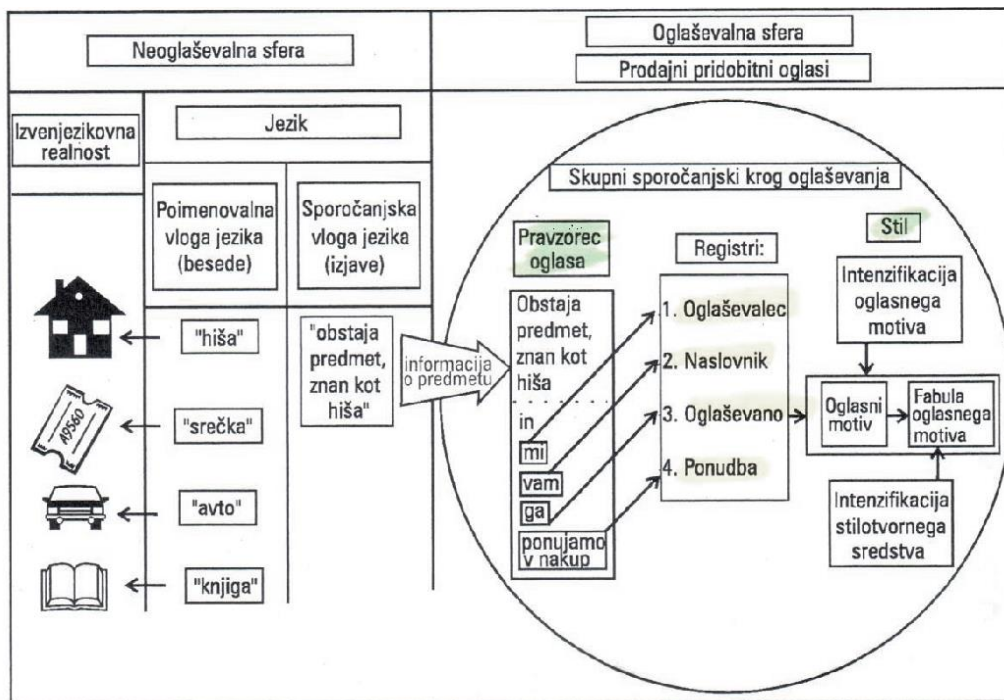 Neoglaševalna sfera
Oglaševalna sfera
Prodajni pridobitni oglasi
Izvenjezikovna
realnost
Jezik
Poimenovalna
vloga jezika
(besede)
Sporočanjska
vloga jezika
(izjave)
"hiša"
"srečka"
"avto"
"knjiga"
A9560
"obstaja
predmet,
znan kot
hiša"
informacija
o predmetu
Skupni sporočanjski krog oglaševanja
Pravzorec
oglasa
Obstaja
predmet,
znan kot
hiša
in
mi
vam
ga
ponujamo
v nakup
Registri:
1. Oglaševalec
2. Naslovnik
3. Oglaševano
4. Ponudba
Stil
Intenzifikacija
oglasnega
motiva
Oglasni
motiv
Fabula
oglasnega
motiva
Intenzifikacija
stilotvornega
sredstva